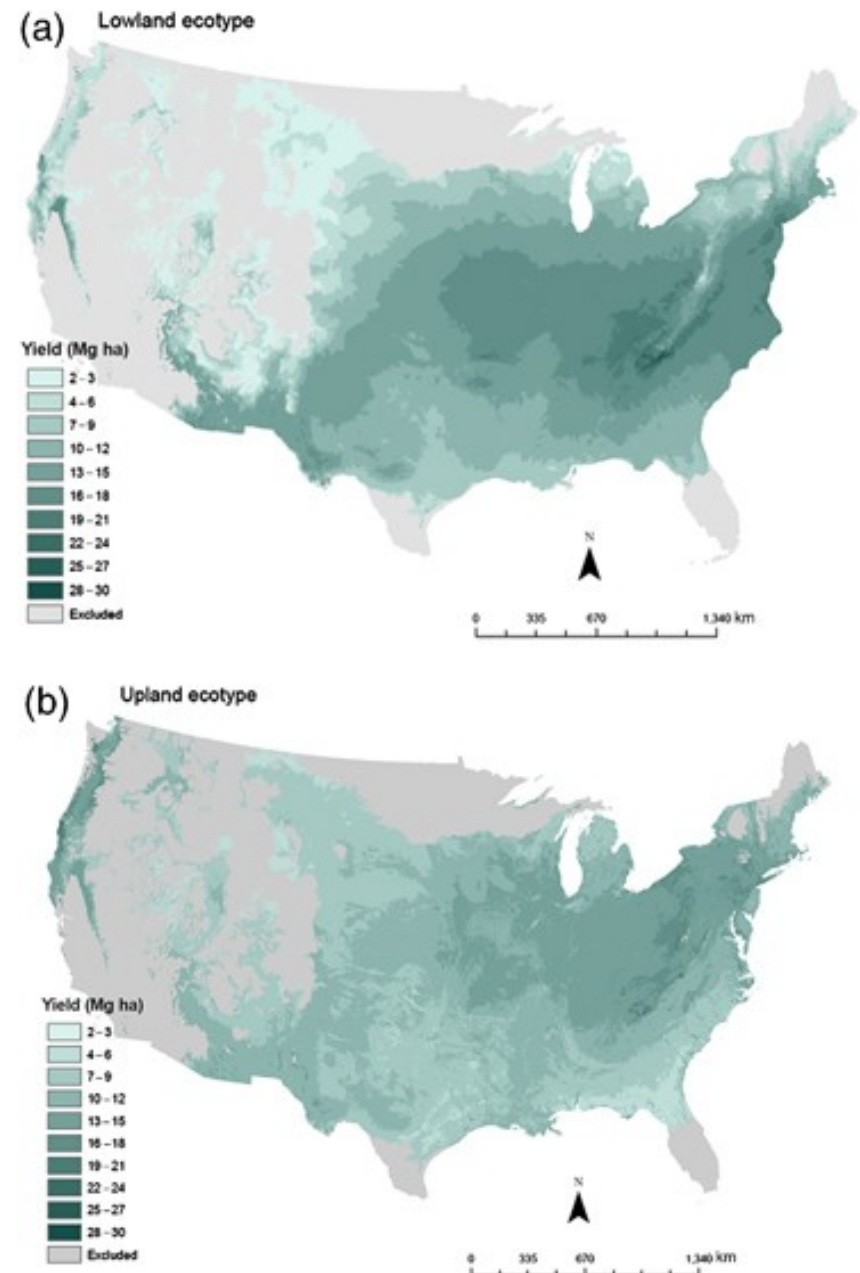 (a) Lowland ecotype
Yield (Mg ha)
2-3
4-6
7-9
10-12
13-15
16-18
19-21
22-24
25-27
28-30
Excluded
N
0 335 670 1,340 km
(b) Upland ecotype
Yield (Mg ha)
2-3
4-6
7-9
10-12
13-15
16-18
19-21
22-24
25-27
28-30
Excluded
N
0 335 670 1,340 km